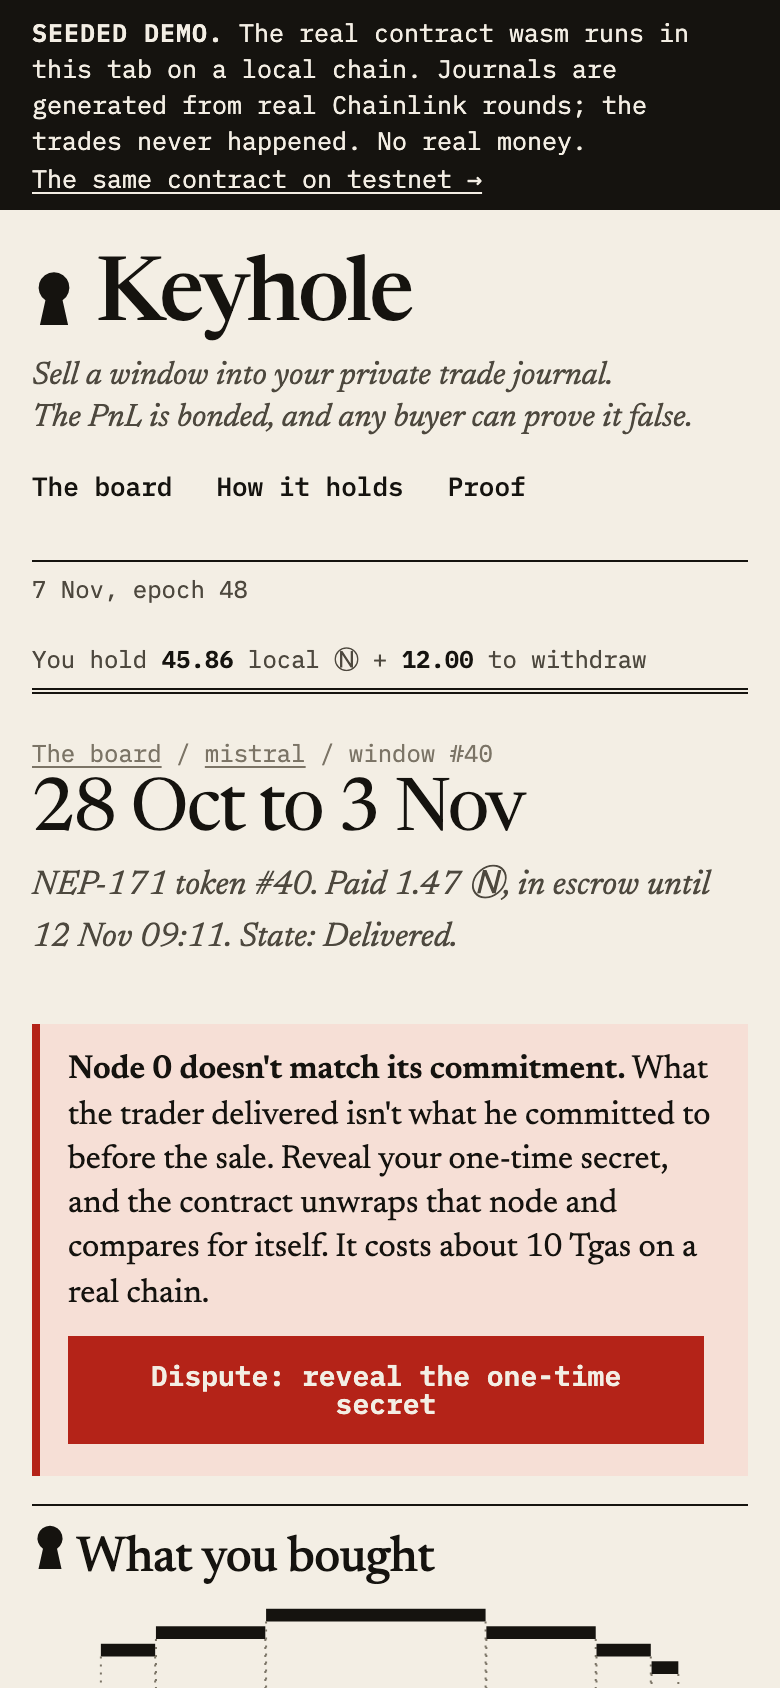 SEEDED DEMO. The real contract wasm runs in
this tab on a local chain. Journals are
generated from real Chainlink rounds; the
trades never happened. No real money.
The same contract on testnet →
Keyhole
Sell a window into your private trade journal.
The PnL is bonded, and any buyer can prove it false.
The board How it holds Proof
7 Nov, epoch 48
You hold 45.86 local Ⓝ + 12.00 to withdraw
The board / mistral / window #40
28 Oct to 3 Nov
NEP-171 token #40. Paid 1.47 Ⓝ, in escrow until
12 Nov 09:11. State: Delivered.
Node 0 doesn't match its commitment. What
the trader delivered isn't what he committed to
before the sale. Reveal your one-time secret,
and the contract unwraps that node and
compares for itself. It costs about 10 Tgas on a
real chain.
Dispute: reveal the one-time
secret
What you bought